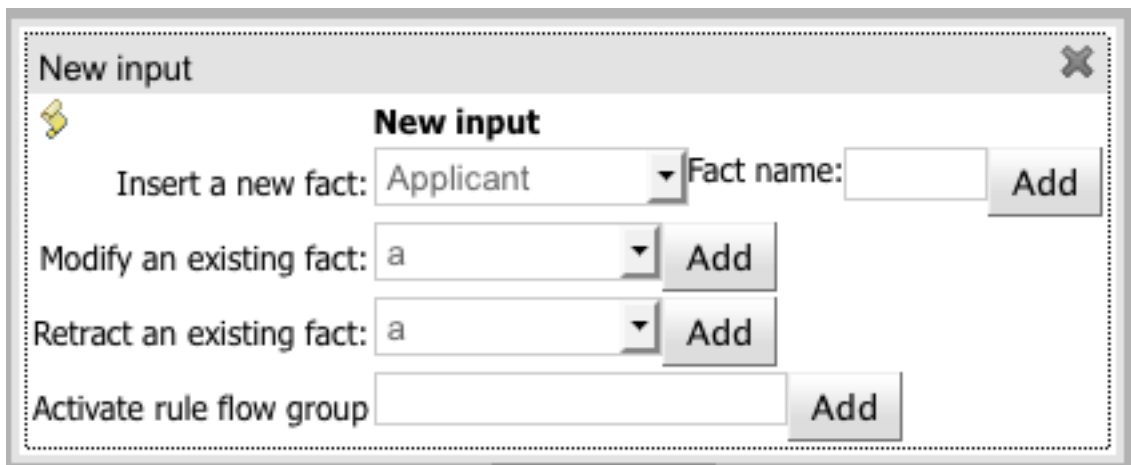 New input
New input
Insert a new fact: Applicant Fact name: Add
Modify an existing fact: a Add
Retract an existing fact: a Add
Activate rule flow group Add